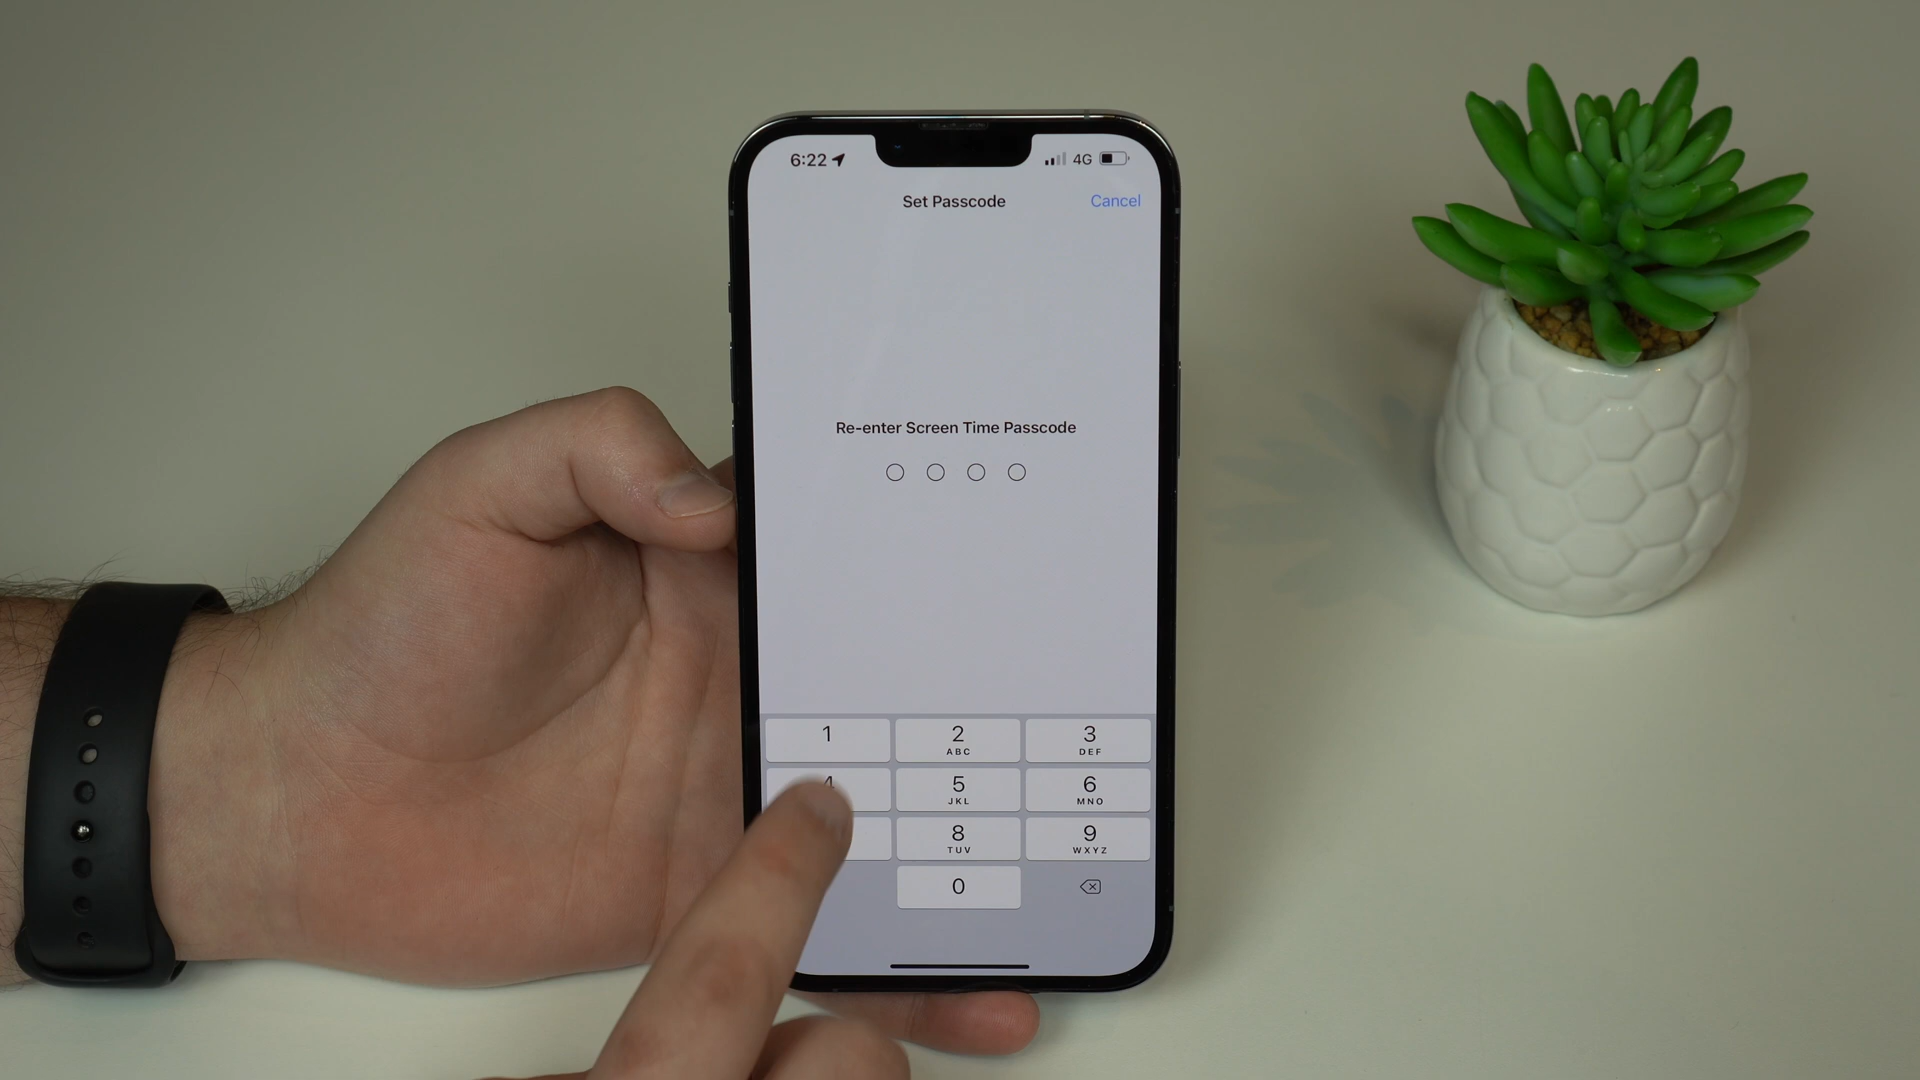 6:22 4G
Set Passcode Cancel
Re-enter Screen Time Passcode
1 2 3
ABC DEF
4 5 6
JKL MNO
8 9
TUV WXYZ
0